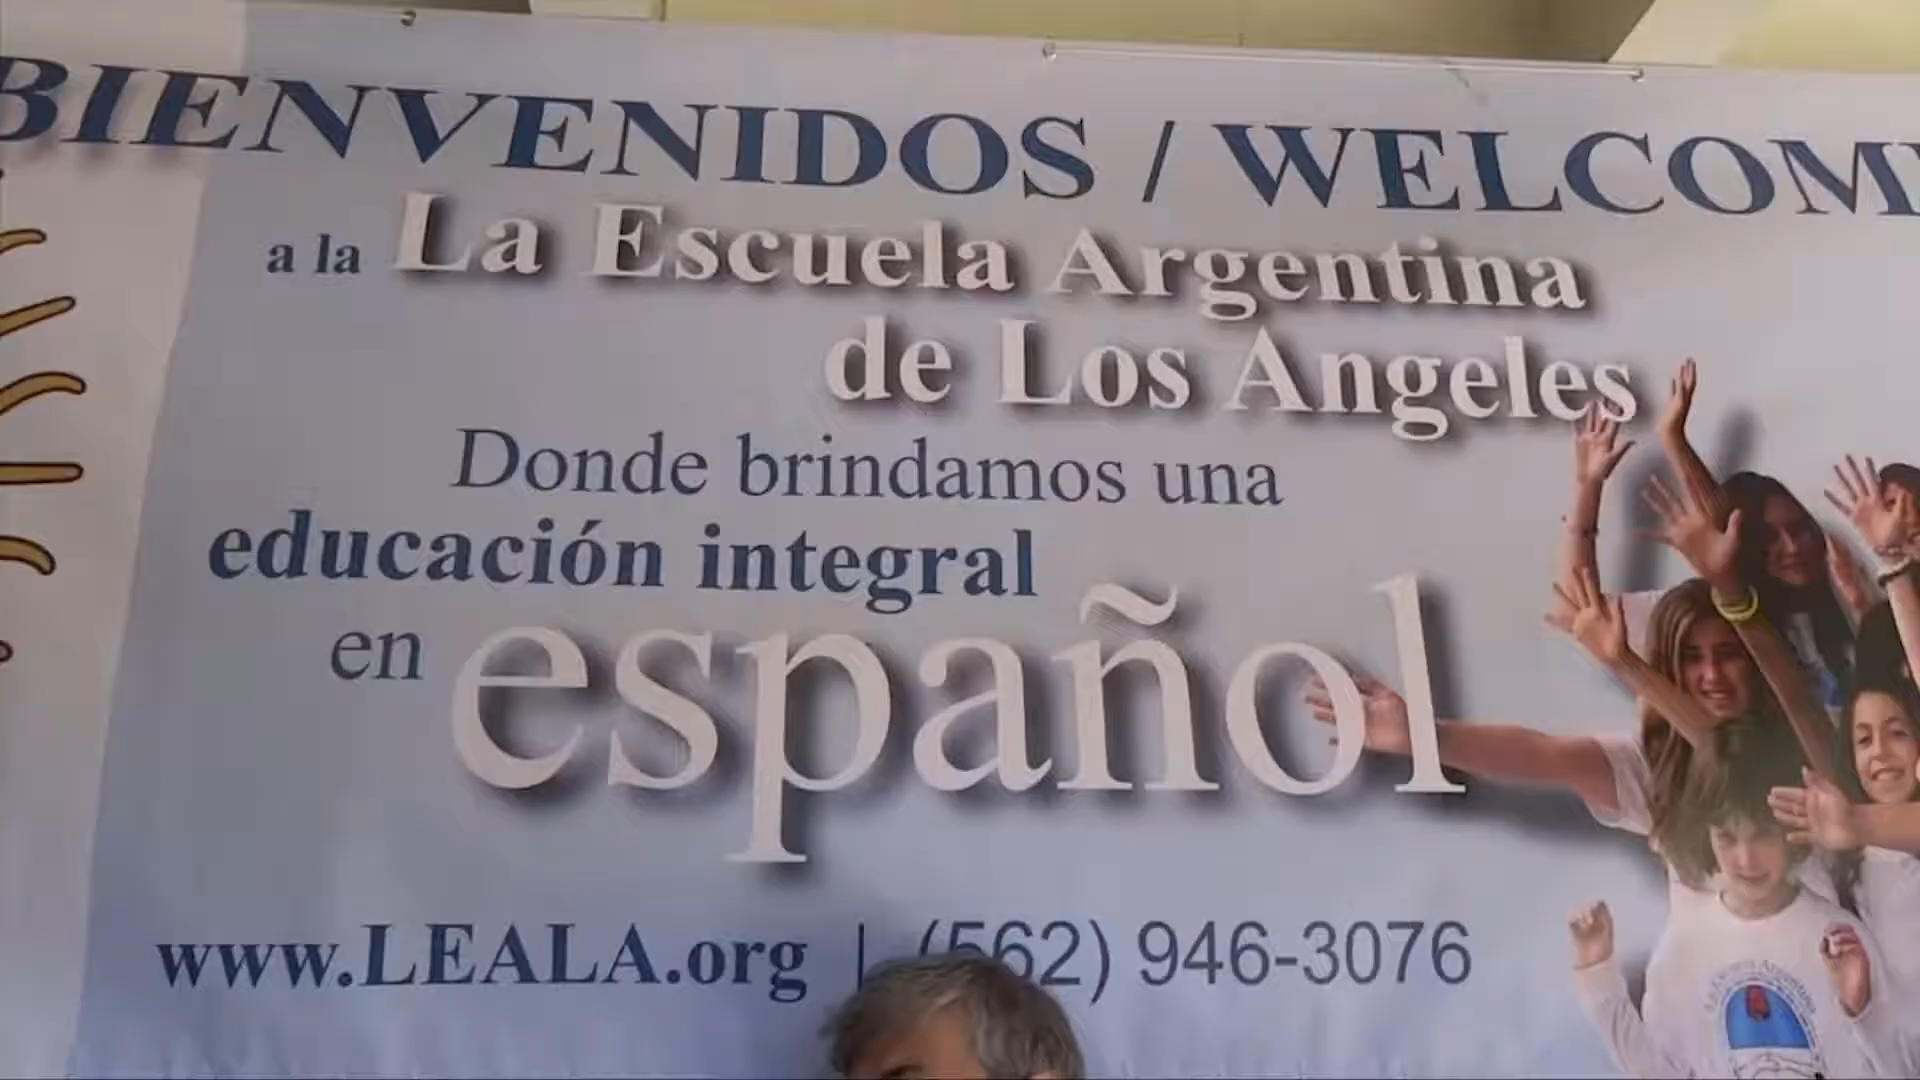 BIENVENIDOS / WELCOM
a la La Escuela Argentina
de Los Angeles
Donde brindamos una
educación integral
en español
www.LEALA.org | (562) 946-3076